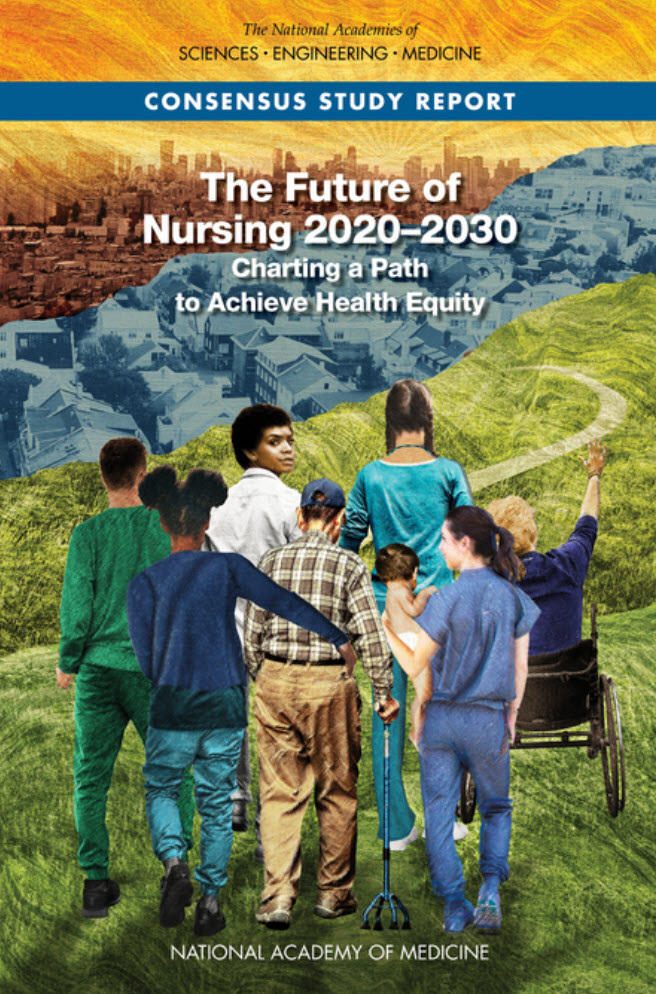 The National Academies of
SCIENCES · ENGINEERING · MEDICINE
CONSENSUS STUDY REPORT
The Future of
Nursing 2020–2030
Charting a Path
to Achieve Health Equity
NATIONAL ACADEMY OF MEDICINE